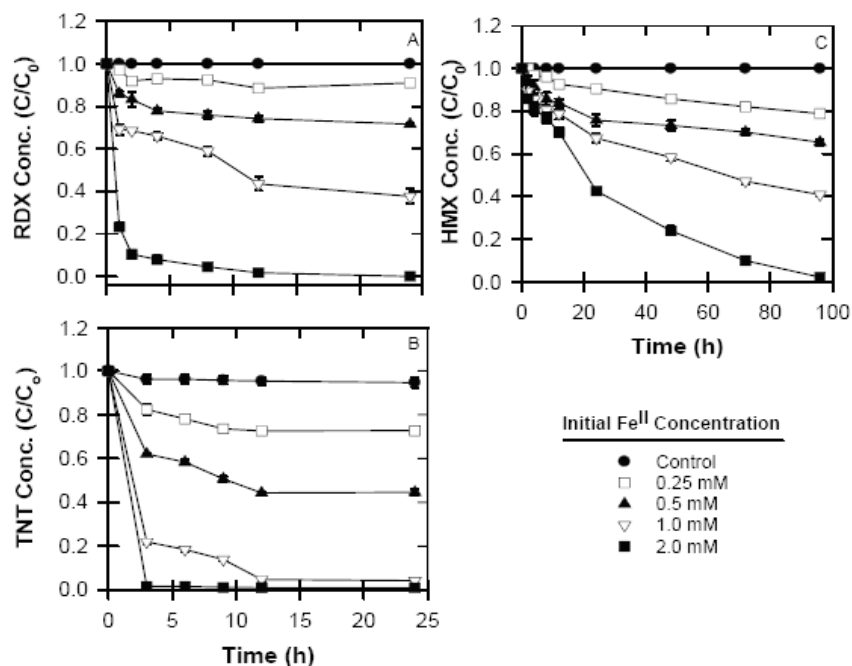 A
1.2
1.0
0.8
0.6
0.4
0.2
0.0
RDX Conc. (C/C₀)
C
1.2
1.0
0.8
0.6
0.4
0.2
0.0
HMX Conc. (C/C₀)
0 20 40 60 80 100
Time (h)
B
1.2
1.0
0.8
0.6
0.4
0.2
0.0
TNT Conc. (C/Cₒ)
0 5 10 15 20 25
Time (h)
Initial Feᴵᴵ Concentration
Control
0.25 mM
0.5 mM
1.0 mM
2.0 mM